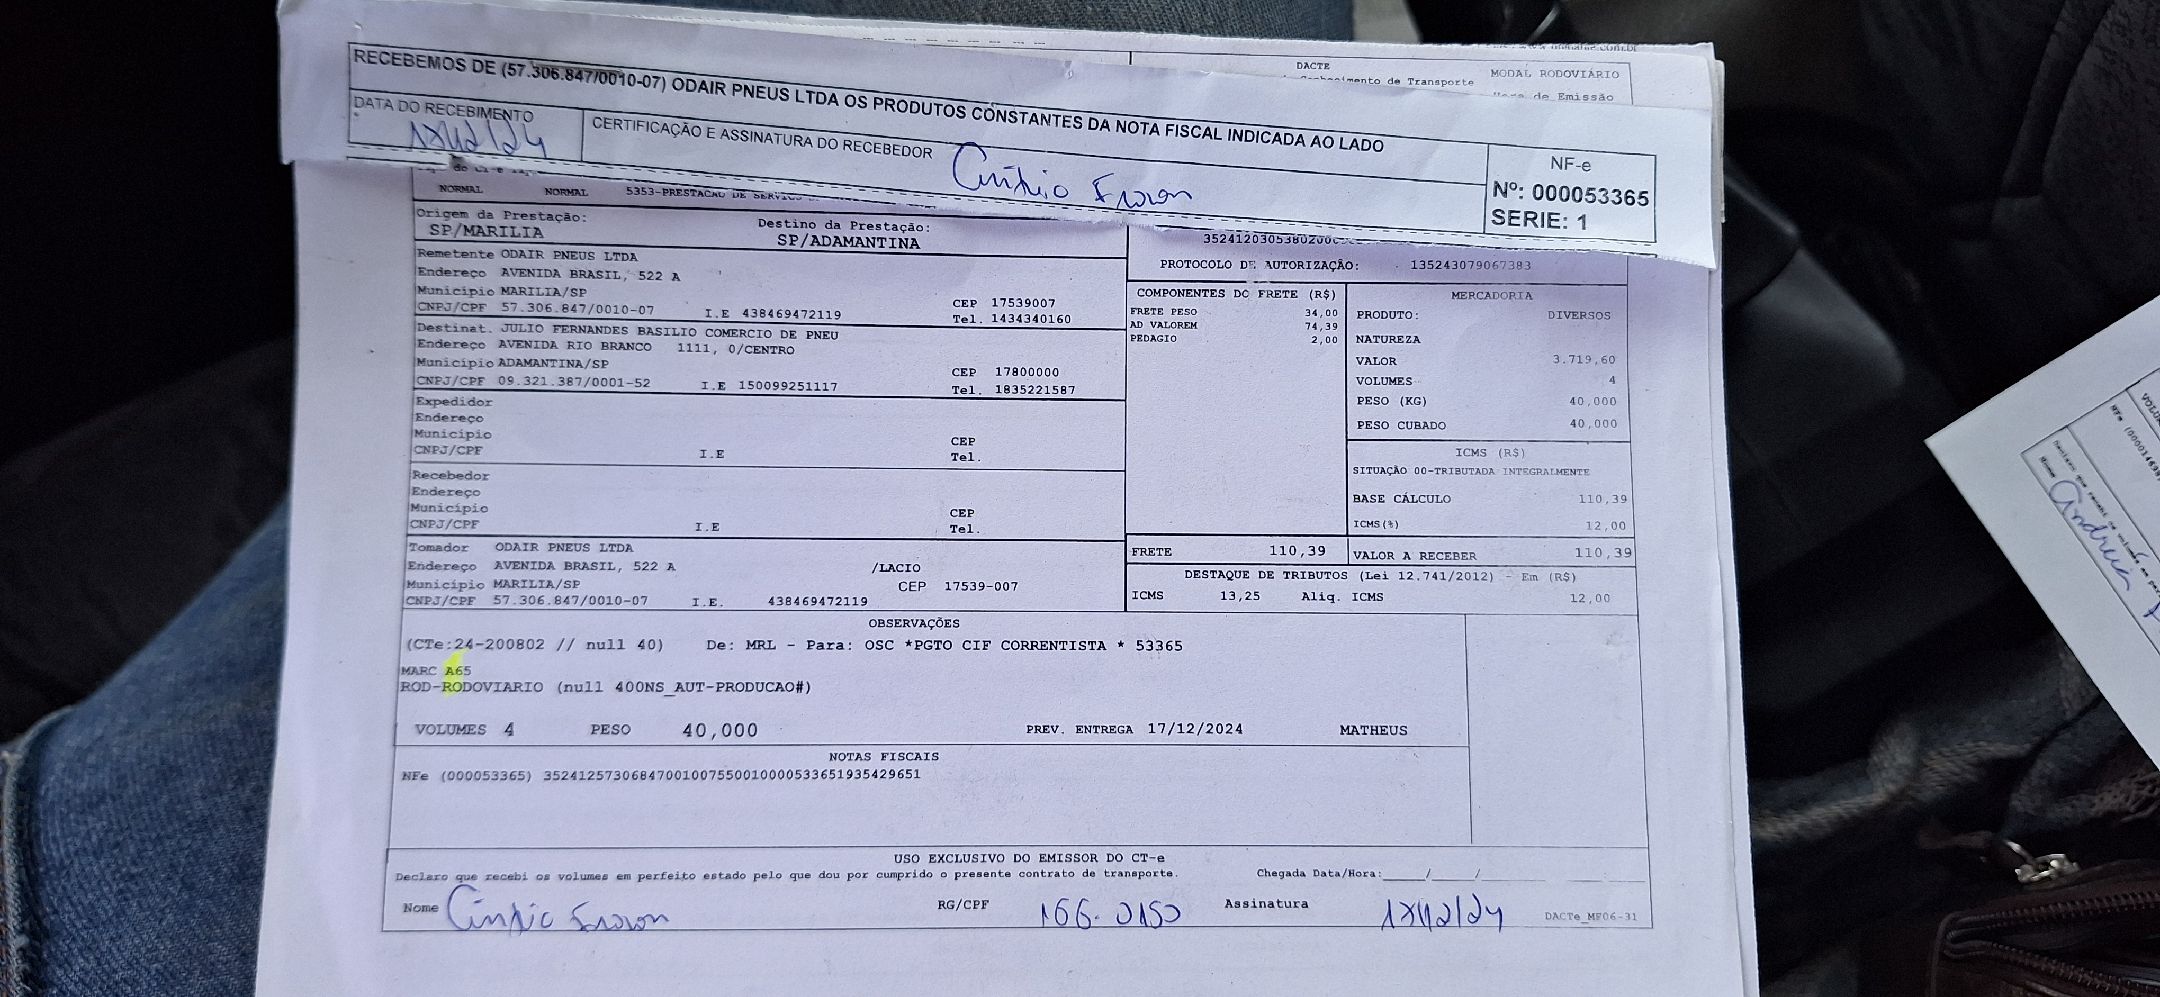 DACTE
MODAL RODOVIÁRIO
de Transporte
de Emissão
RECEBEMOS DE (57.306.847/0010-07) ODAIR PNEUS LTDA OS PRODUTOS CONSTANTES DA NOTA FISCAL INDICADA AO LADO
DATA DO RECEBIMENTO
CERTIFICAÇÃO E ASSINATURA DO RECEBEDOR
NF-e
Nº: 000053365
SERIE: 1
NORMAL NORMAL 5353-PRESTACAO DE SERVICO
Origem da Prestação:
SP/MARILIA
Destino da Prestação:
SP/ADAMANTINA
PROTOCOLO DE AUTORIZAÇÃO: 135243079067383
Remetente ODAIR PNEUS LTDA
Endereço AVENIDA BRASIL, 522 A
Municipio MARILIA/SP CEP 17539007
CNPJ/CPF 57.306.847/0010-07 I.E 438469472119 Tel. 1434340160
Destinat. JULIO FERNANDES BASILIO COMERCIO DE PNEU
Endereço AVENIDA RIO BRANCO 1111, 0/CENTRO
Municipio ADAMANTINA/SP CEP 17800000
CNPJ/CPF 09.321.387/0001-52 I.E 150099251117 Tel. 1835221587
Expedidor
Endereço
Municipio CEP
CNPJ/CPF I.E Tel.
Recebedor
Endereço
Municipio CEP
CNPJ/CPF I.E Tel.
Tomador ODAIR PNEUS LTDA
Endereço AVENIDA BRASIL, 522 A /LACIO
Municipio MARILIA/SP CEP 17539-007
CNPJ/CPF 57.306.847/0010-07 I.E. 438469472119
COMPONENTES DO FRETE (R$)
FRETE PESO 34,00
AD VALOREM 74,39
PEDAGIO 2,00
MERCADORIA
PRODUTO: DIVERSOS
NATUREZA
VALOR 3.719,60
VOLUMES 4
PESO (KG) 40,000
PESO CUBADO 40,000
ICMS (R$)
SITUAÇÃO 00-TRIBUTADA INTEGRALMENTE
BASE CÁLCULO 110,39
ICMS(%) 12,00
FRETE 110,39
VALOR A RECEBER 110,39
DESTAQUE DE TRIBUTOS (Lei 12.741/2012) - Em (R$)
ICMS 13,25 Aliq. ICMS 12,00
OBSERVAÇÕES
(CTe:24-200802 // null 40) De: MRL - Para: OSC *PGTO CIF CORRENTISTA * 53365
MARC A65
ROD-RODOVIARIO (null 400NS_AUT-PRODUCAO#)
VOLUMES 4 PESO 40,000 PREV. ENTREGA 17/12/2024 MATHEUS
NOTAS FISCAIS
NFe (000053365) 35241257306847001007550010000533651935429651
USO EXCLUSIVO DO EMISSOR DO CT-e
Declaro que recebi os volumes em perfeito estado pelo que dou por cumprido o presente contrato de transporte. Chegada Data/Hora:____/____/
Nome RG/CPF 166-0150 Assinatura DACTe_MF06-31
Nome Andreia